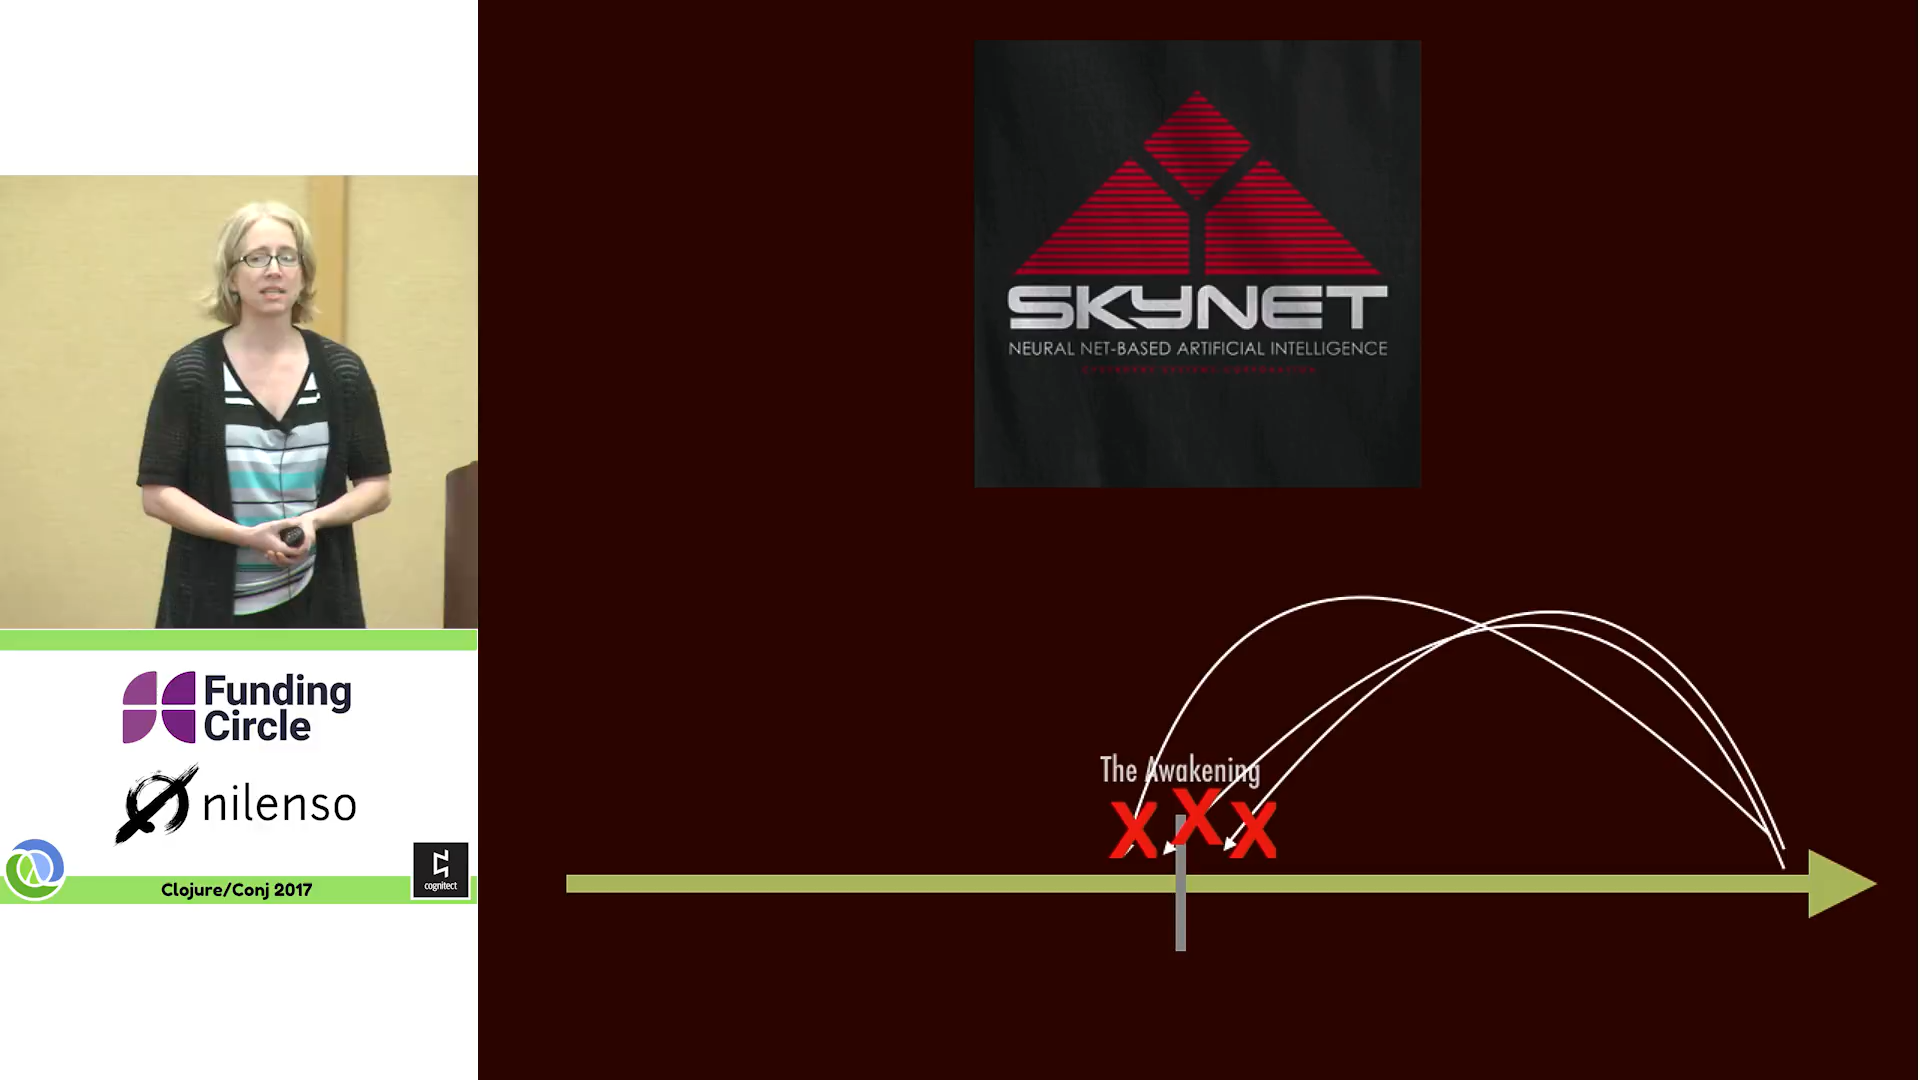 SKYNET
NEURAL NET-BASED ARTIFICIAL INTELLIGENCE
The Awakening
X X X
Funding
Circle
nilenso
cognitect
Clojure/Conj 2017